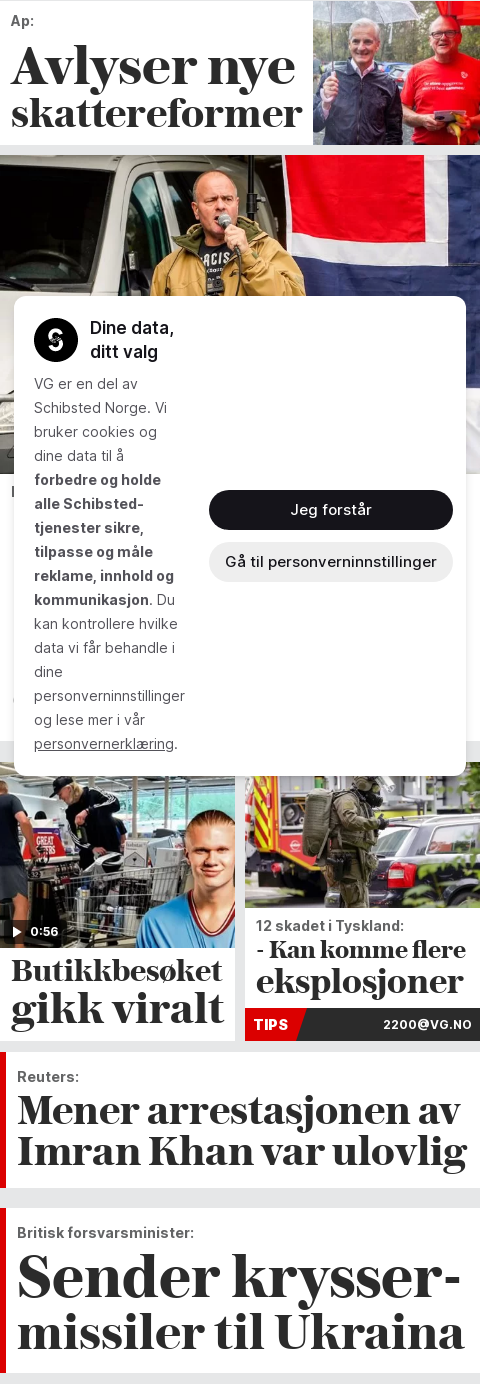 Ap:
Avlyser nye
skattereformer
Dine data,
ditt valg
VG er en del av
Schibsted Norge. Vi
bruker cookies og
dine data til å
forbedre og holde
alle Schibsted-
tjenester sikre,
tilpasse og måle
reklame, innhold og
kommunikasjon. Du
kan kontrollere hvilke
data vi får behandle i
dine
personverninnstillinger
og lese mer i vår
personvernerklæring.
Jeg forstår
Gå til personverninnstillinger
GREAT
0:56
Butikkbesøket
gikk viralt
12 skadet i Tyskland:
- Kan komme flere
eksplosjoner
TIPS
2200@VG.NO
Reuters:
Mener arrestasjonen av
Imran Khan var ulovlig
Britisk forsvarsminister:
Sender krysser-
missiler til Ukraina